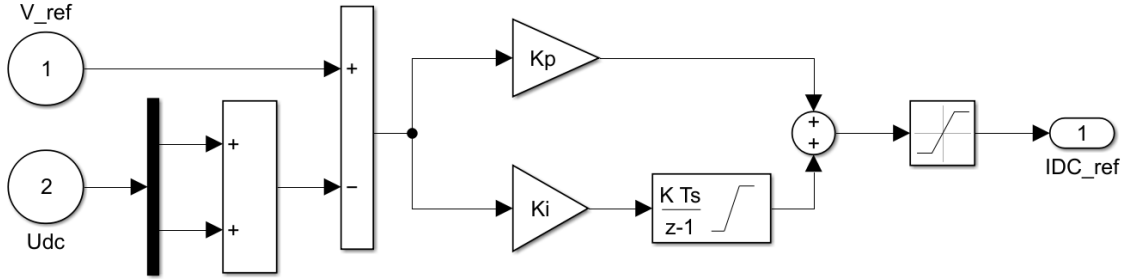 V_ref
1
+
Kp
+
+
2
Udc
+
+
−
Ki
K Ts
z-1
1
IDC_ref